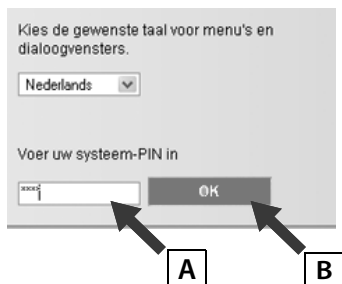 Kies de gewenste taal voor menu's en
dialoogvensters.
Nederlands
Voer uw systeem-PIN in
**** OK
A B